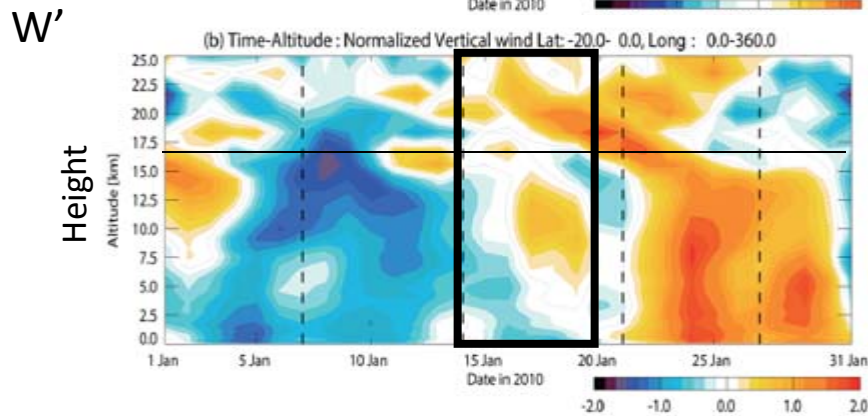 Date in 2010
W'
(b) Time-Altitude : Normalized Vertical wind Lat: -20.0- 0.0, Long : 0.0-360.0
25.0
22.5
20.0
17.5
15.0
12.5
10.0
7.5
5.0
2.5
0.0
Height
Altitude [km]
1 Jan 5 Jan 10 Jan 15 Jan 20 Jan 25 Jan 31 Jan
Date in 2010
-2.0 -1.0 0.0 1.0 2.0